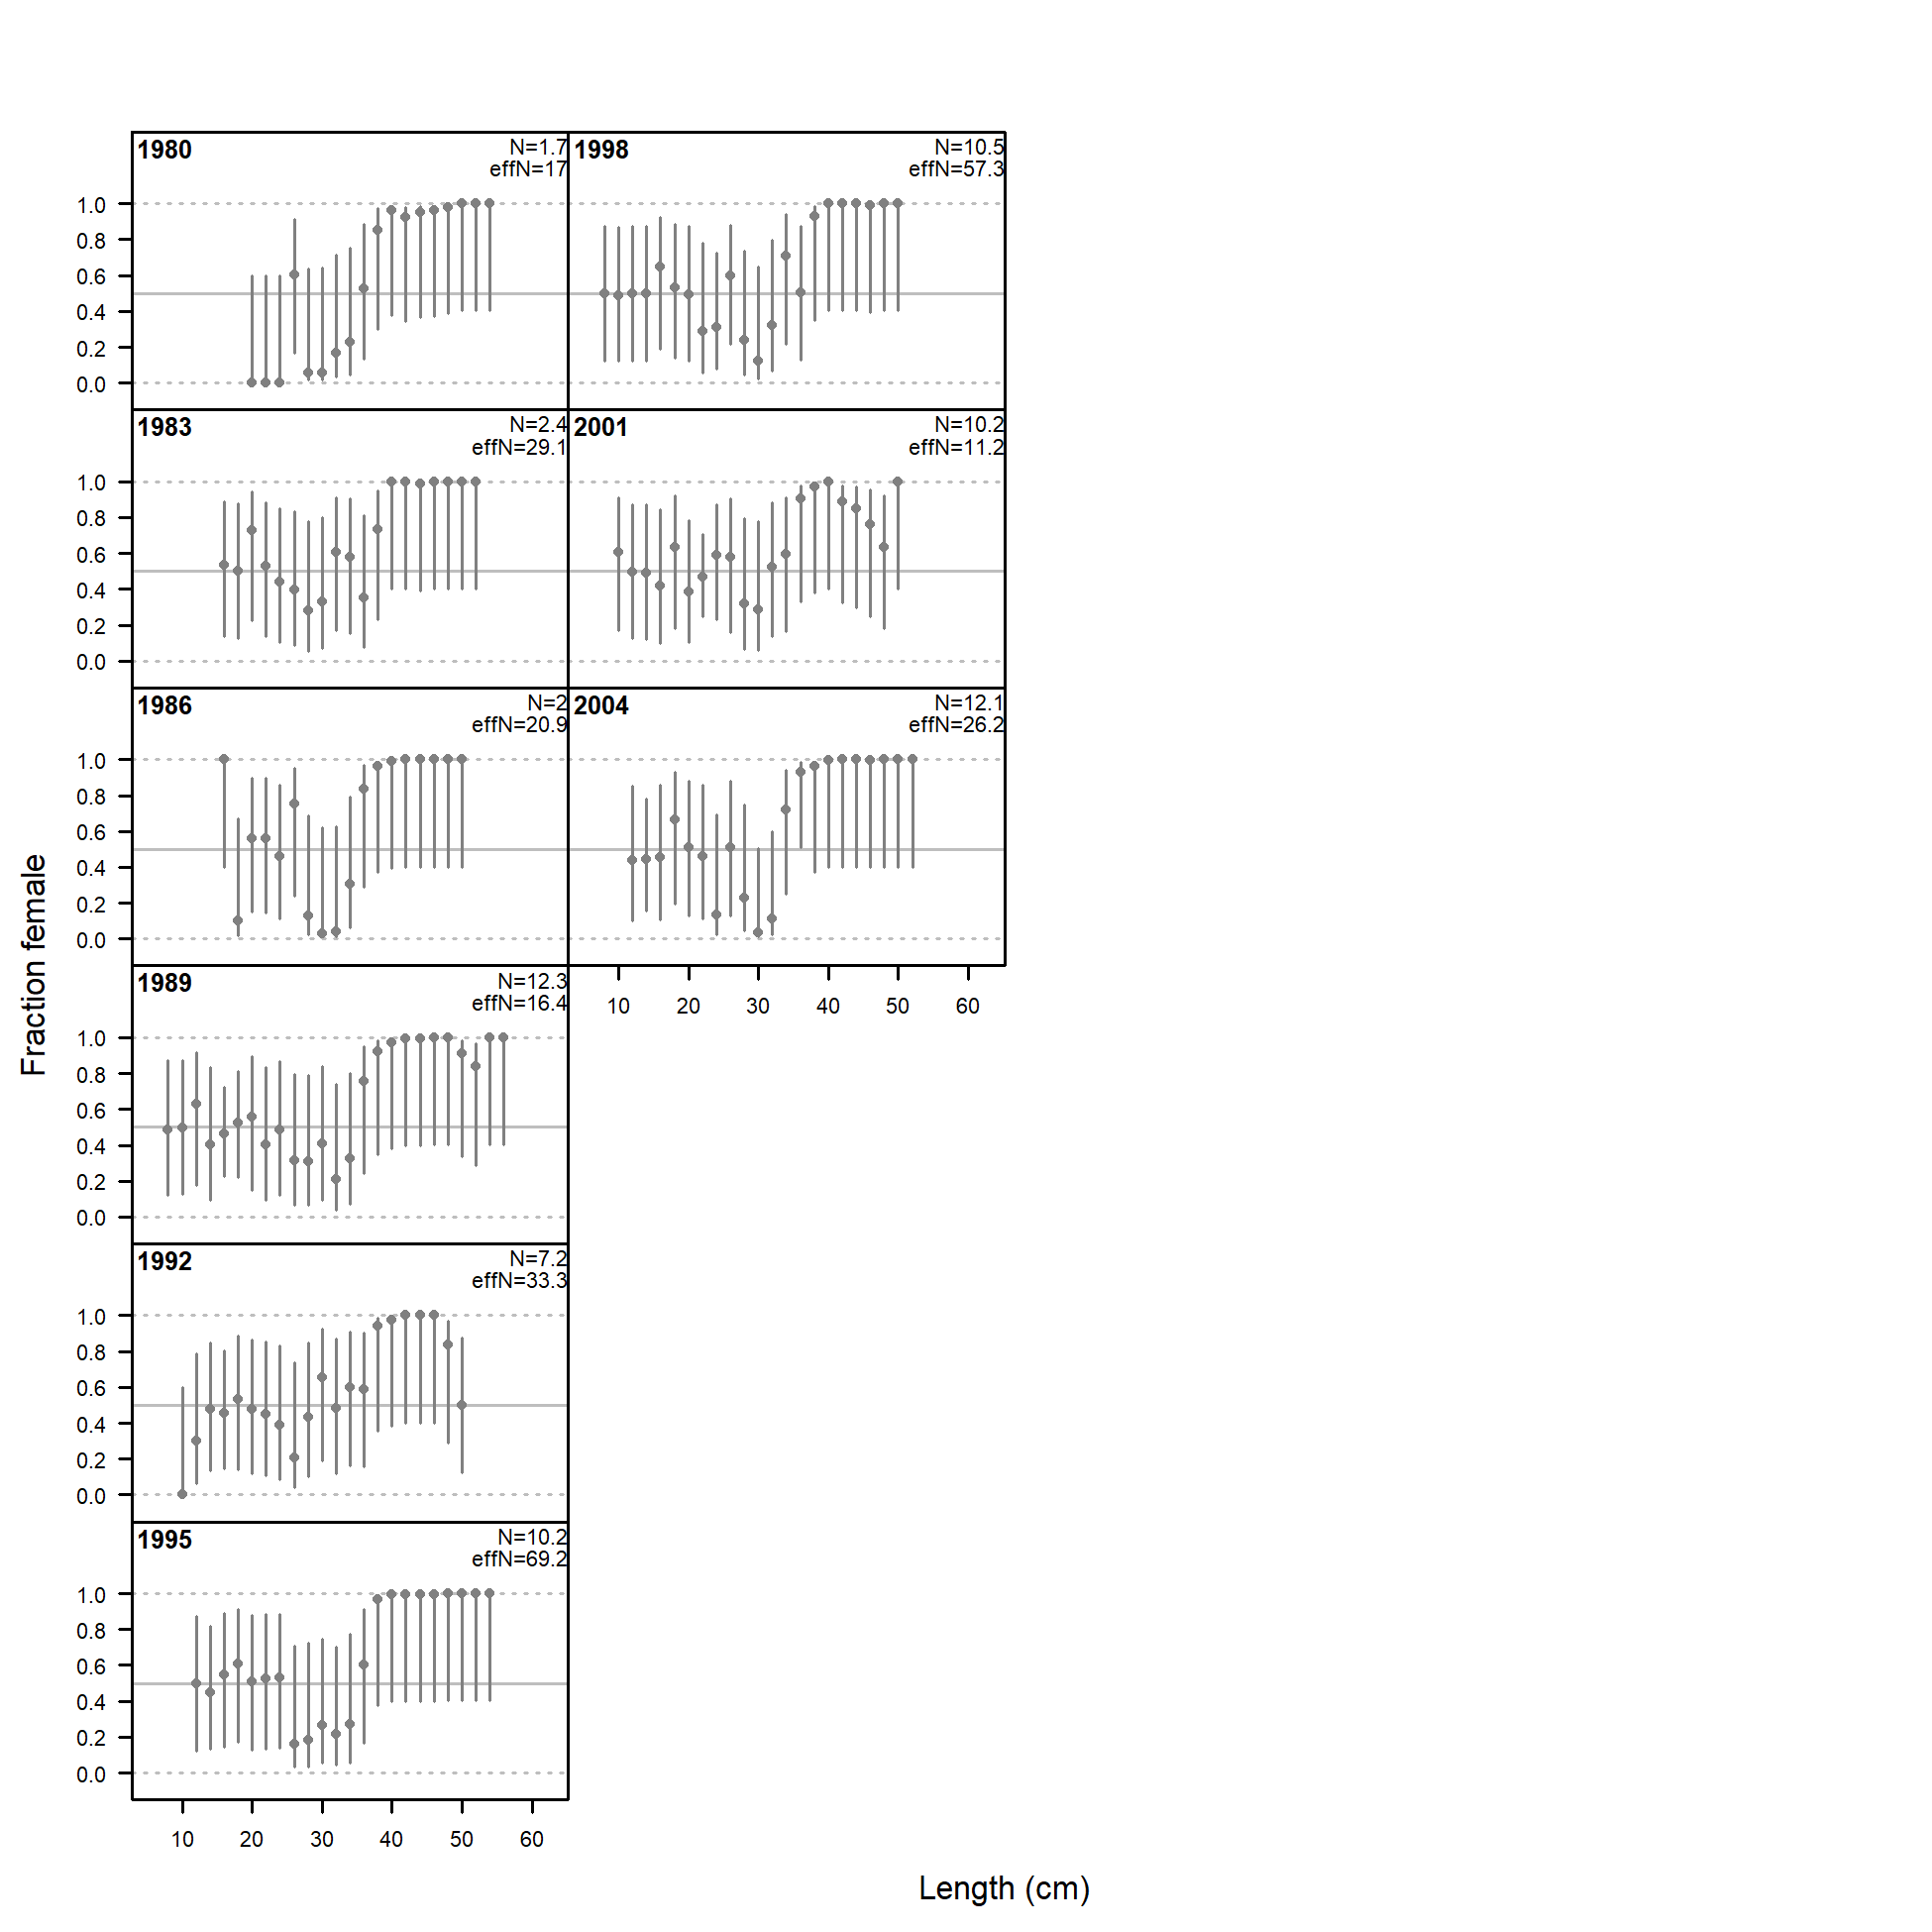 1980
N=1.7
effN=17
1.0
0.8
0.6
0.4
0.2
0.0
1998
N=10.5
effN=57.3
1983
N=2.4
effN=29.1
1.0
0.8
0.6
0.4
0.2
0.0
2001
N=10.2
effN=11.2
1986
N=2
effN=20.9
1.0
0.8
0.6
0.4
0.2
0.0
2004
N=12.1
effN=26.2
10 20 30 40 50 60
1989
N=12.3
effN=16.4
1.0
0.8
0.6
0.4
0.2
0.0
1992
N=7.2
effN=33.3
1.0
0.8
0.6
0.4
0.2
0.0
1995
N=10.2
effN=69.2
1.0
0.8
0.6
0.4
0.2
0.0
10 20 30 40 50 60
Fraction female
Length (cm)